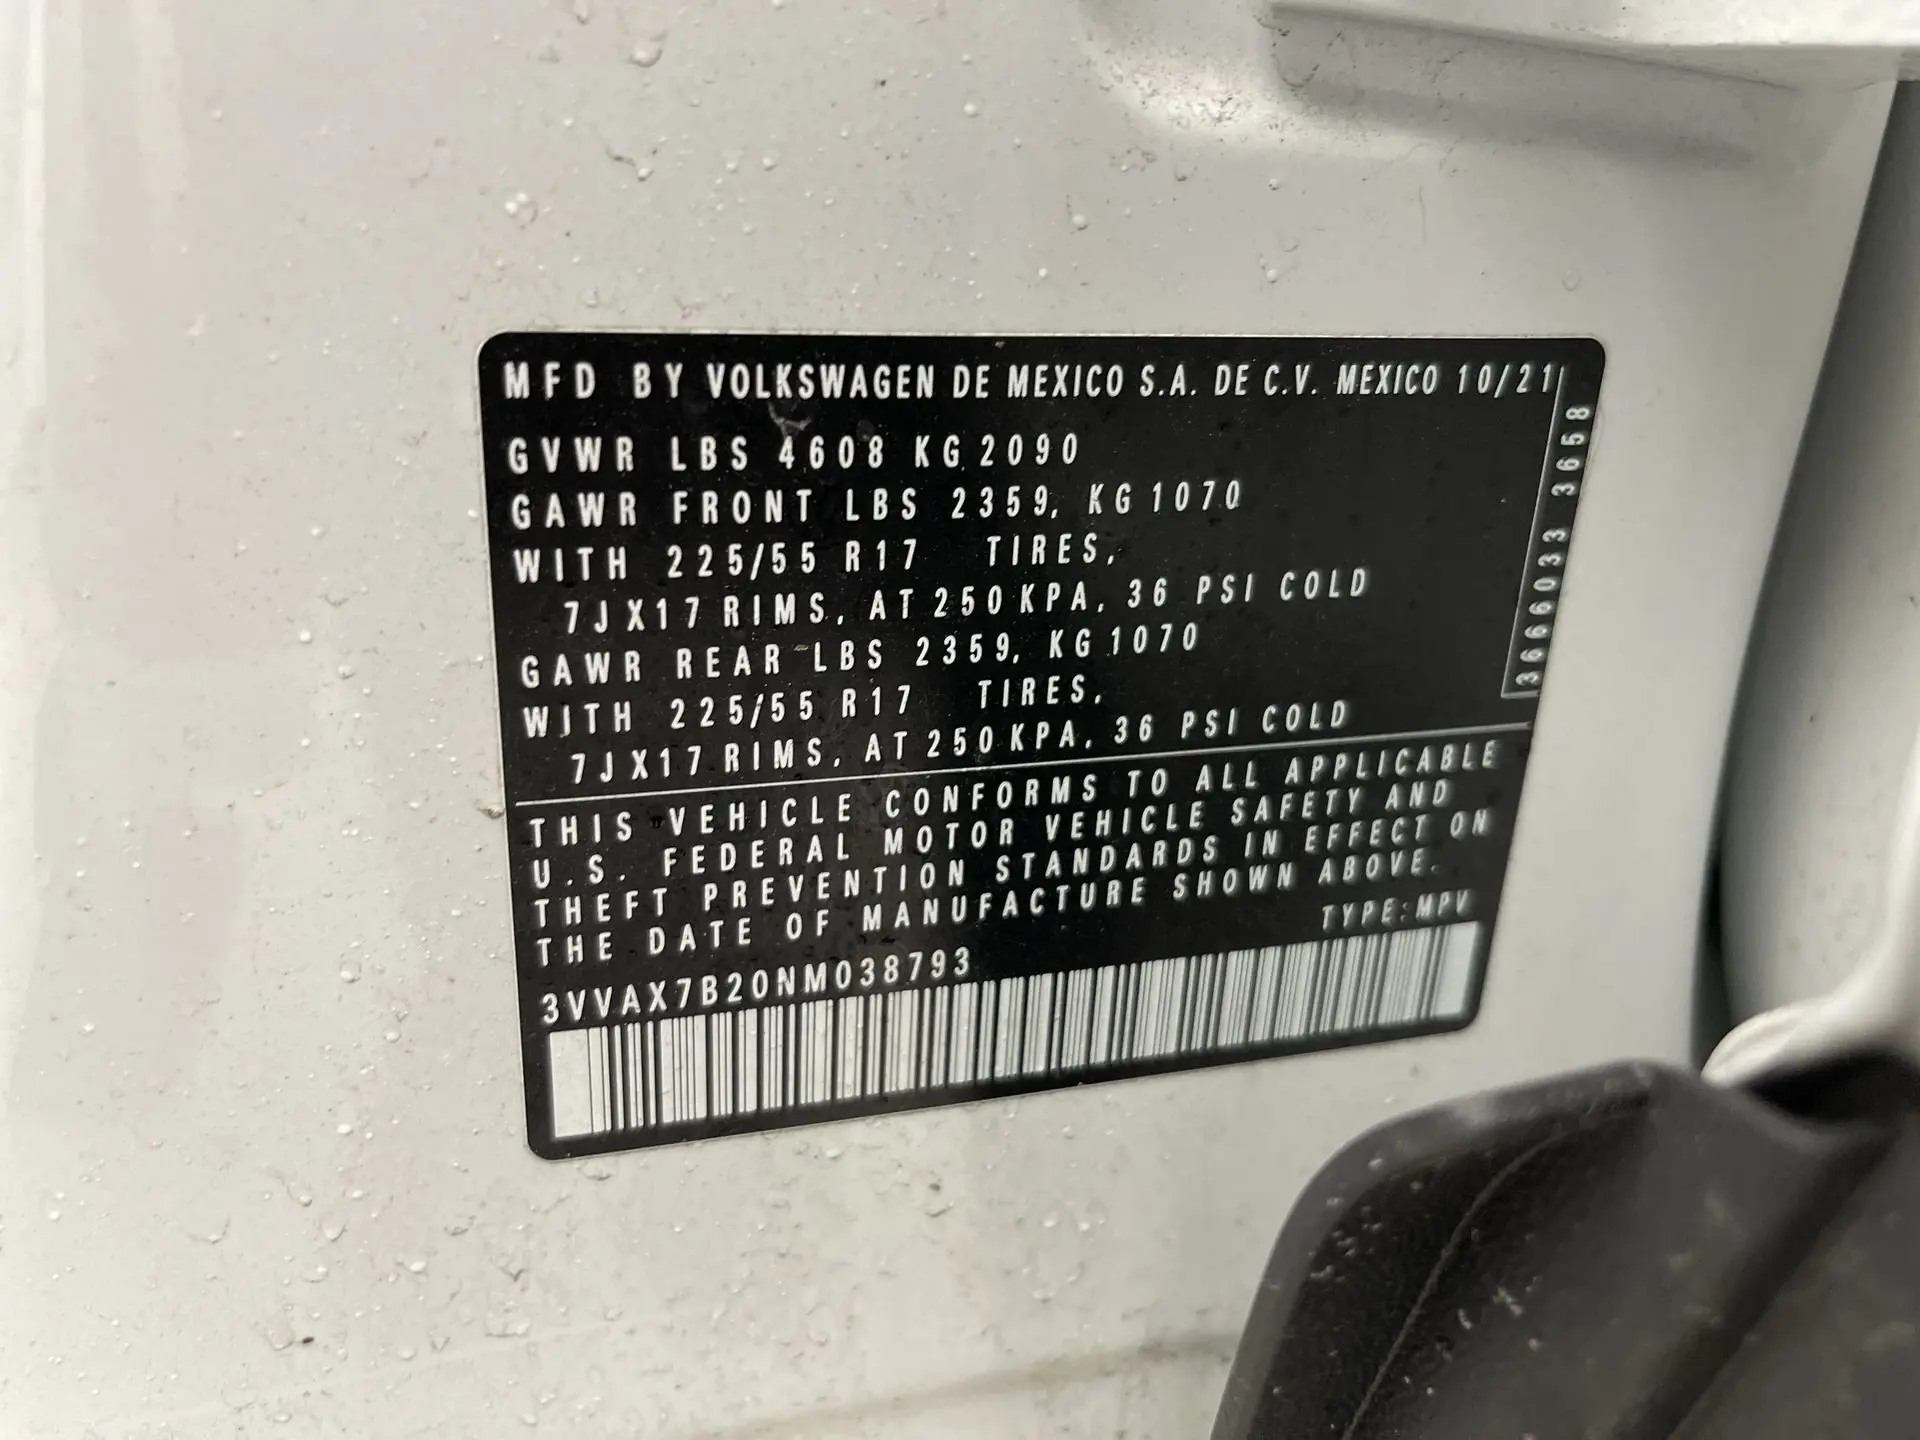 MFD BY VOLKSWAGEN DE MEXICO S.A. DE C.V. MEXICO 10/21
GVWR LBS 4608 KG 2090
GAWR FRONT LBS 2359, KG 1070
WITH 225/55 R17 TIRES,
7J X17 RIMS, AT 250 KPA, 36 PSI COLD
GAWR REAR LBS 2359, KG 1070
WITH 225/55 R17 TIRES,
7J X17 RIMS, AT 250 KPA, 36 PSI COLD
3666033 3658
THIS VEHICLE CONFORMS TO ALL APPLICABLE
U.S. FEDERAL MOTOR VEHICLE SAFETY AND
THEFT PREVENTION STANDARDS IN EFFECT ON
THE DATE OF MANUFACTURE SHOWN ABOVE.
TYPE:MPV
3VVAX7B20NM038793